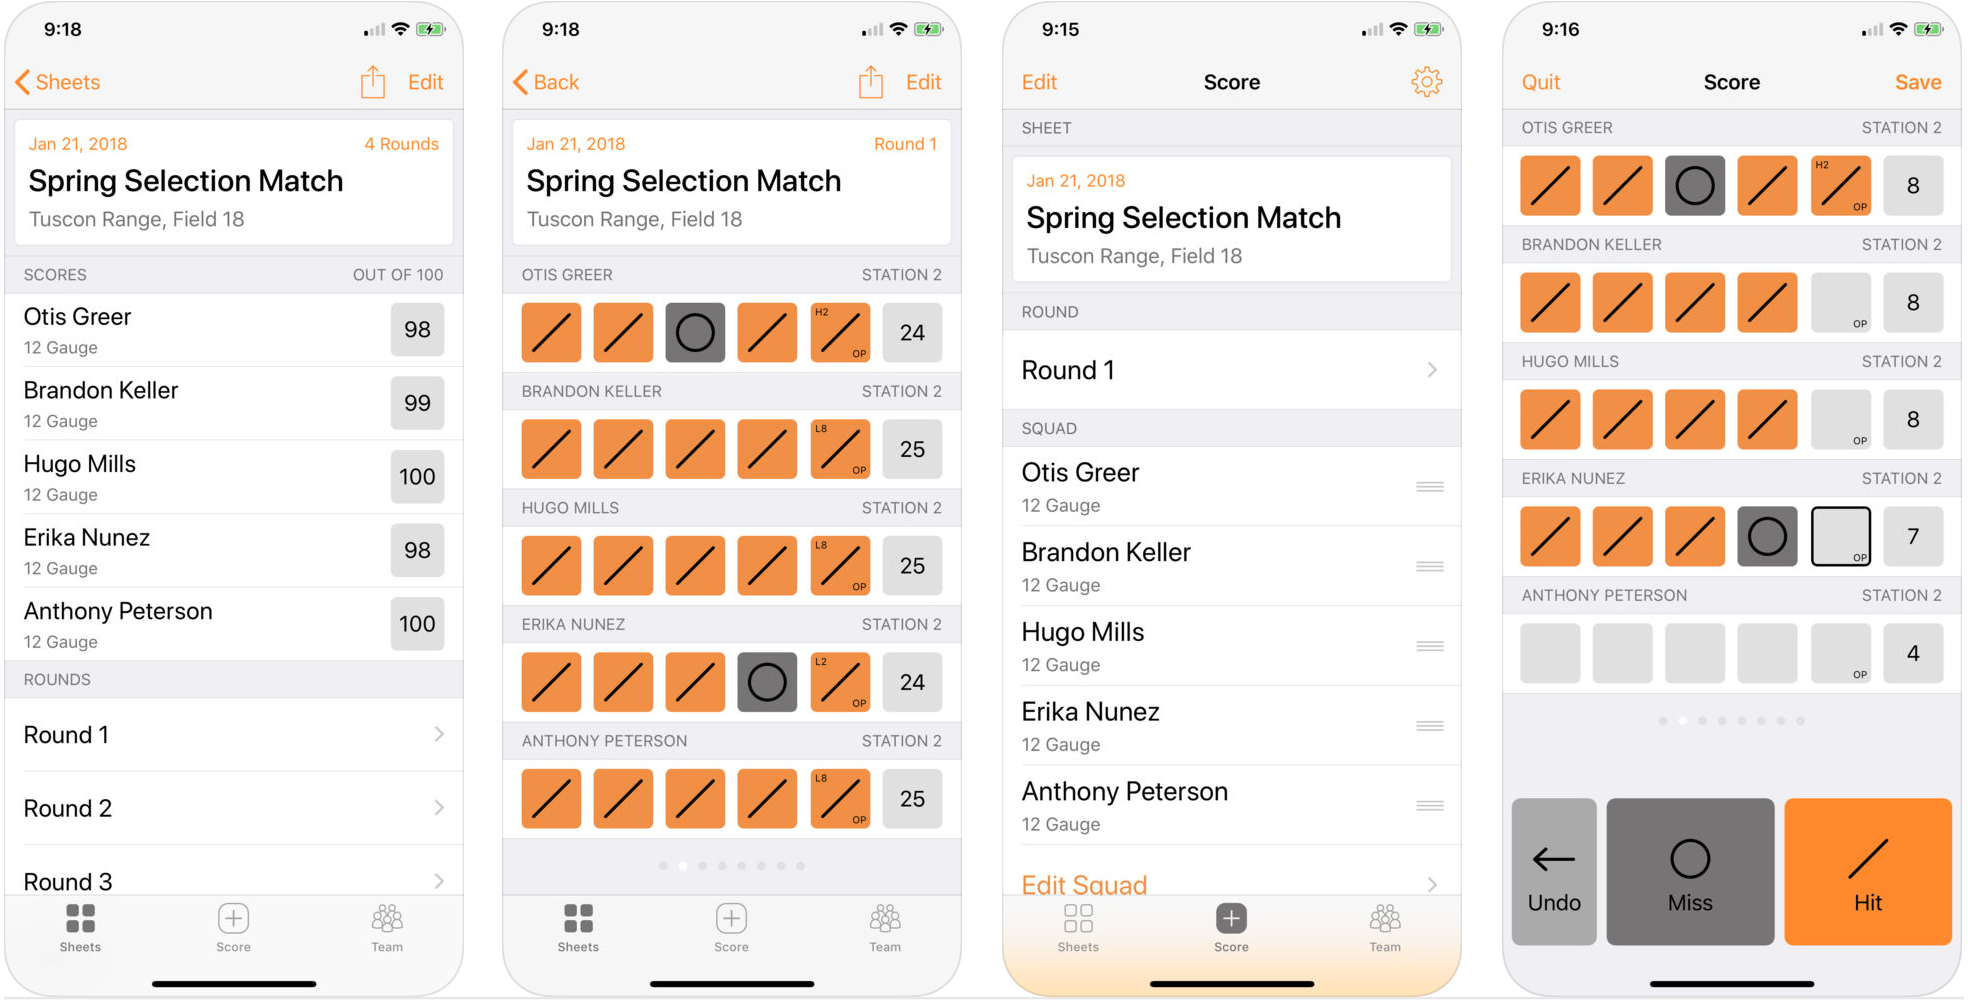 9:18
Sheets
Edit
Jan 21, 2018
4 Rounds
Spring Selection Match
Tuscon Range, Field 18
SCORES
OUT OF 100
Otis Greer
12 Gauge
98
Brandon Keller
12 Gauge
99
Hugo Mills
12 Gauge
100
Erika Nunez
12 Gauge
98
Anthony Peterson
12 Gauge
100
ROUNDS
Round 1
Round 2
Round 3
Sheets
Score
Team
9:18
Back
Edit
Jan 21, 2018
Round 1
Spring Selection Match
Tuscon Range, Field 18
OTIS GREER
STATION 2
H2
OP
24
BRANDON KELLER
STATION 2
L8
OP
25
HUGO MILLS
STATION 2
L8
OP
25
ERIKA NUNEZ
STATION 2
L2
OP
24
ANTHONY PETERSON
STATION 2
L8
OP
25
Sheets
Score
Team
9:15
Edit
Score
SHEET
Jan 21, 2018
Spring Selection Match
Tuscon Range, Field 18
ROUND
Round 1
SQUAD
Otis Greer
12 Gauge
Brandon Keller
12 Gauge
Hugo Mills
12 Gauge
Erika Nunez
12 Gauge
Anthony Peterson
12 Gauge
Edit Squad
Sheets
Score
Team
9:16
Quit
Score
Save
OTIS GREER
STATION 2
H2
OP
8
BRANDON KELLER
STATION 2
OP
8
HUGO MILLS
STATION 2
OP
8
ERIKA NUNEZ
STATION 2
OP
7
ANTHONY PETERSON
STATION 2
OP
4
Undo
Miss
Hit